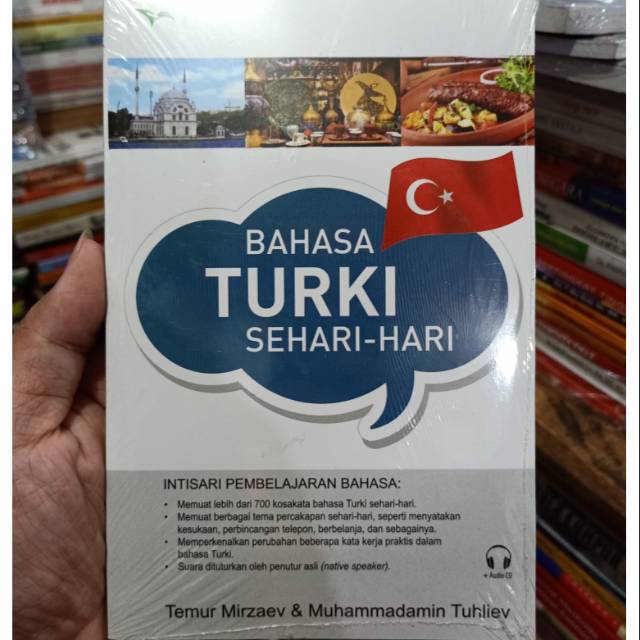 BAHASA
TURKI
SEHARI-HARI
INTISARI PEMBELAJARAN BAHASA:
• Memuat lebih dari 700 kosakata bahasa Turki sehari-hari.
• Memuat berbagai tema percakapan sehari-hari, seperti menyatakan
kesukaan, perbincangan telepon, berbelanja, dan sebagainya.
• Memperkenalkan perubahan beberapa kata kerja praktis dalam
bahasa Turki.
• Suara dituturkan oleh penutur asli (native speaker).
+ Audio CD
Temur Mirzaev & Muhammadamin Tuhliev